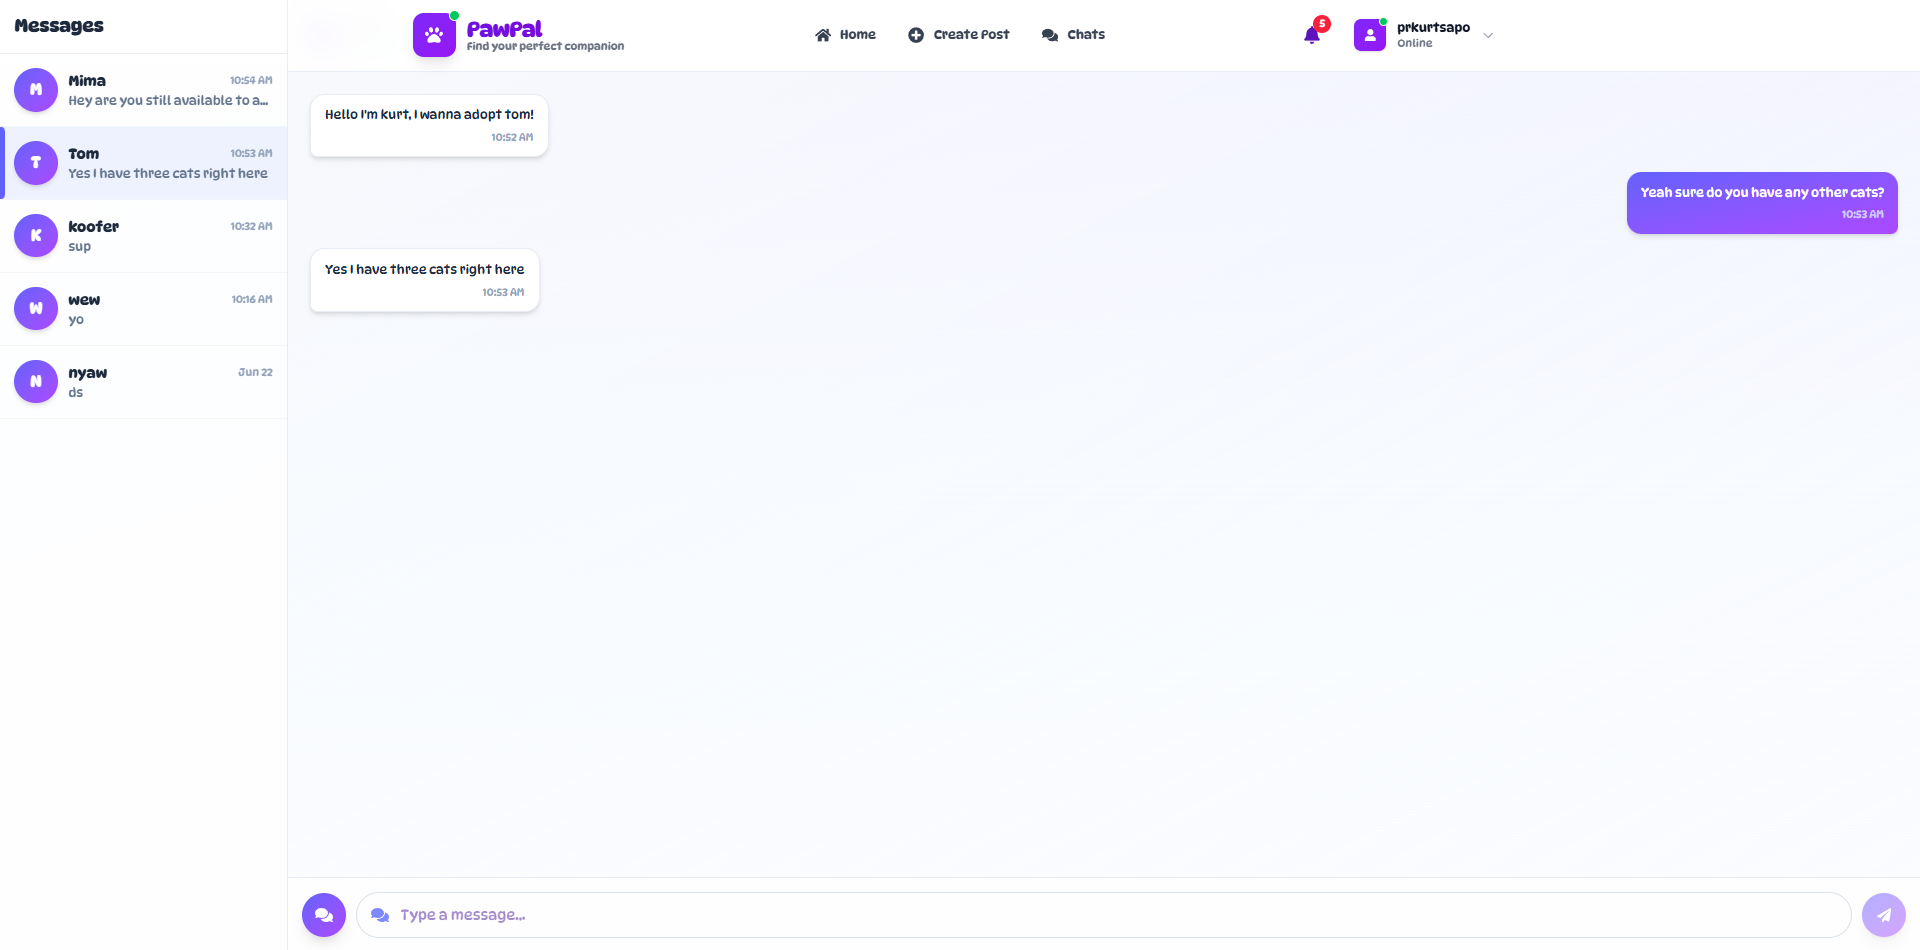 Messages
M
Mima
10:54 AM
Hey are you still available to a...
T
Tom
10:53 AM
Yes I have three cats right here
K
koofer
10:32 AM
sup
W
wew
10:16 AM
yo
N
nyaw
Jun 22
ds
PawPal
Find your perfect companion
Home
Create Post
Chats
5
prkurtsapo
Online
Hello I'm kurt, I wanna adopt tom!
10:52 AM
Yeah sure do you have any other cats?
10:53 AM
Yes I have three cats right here
10:53 AM
Type a message...